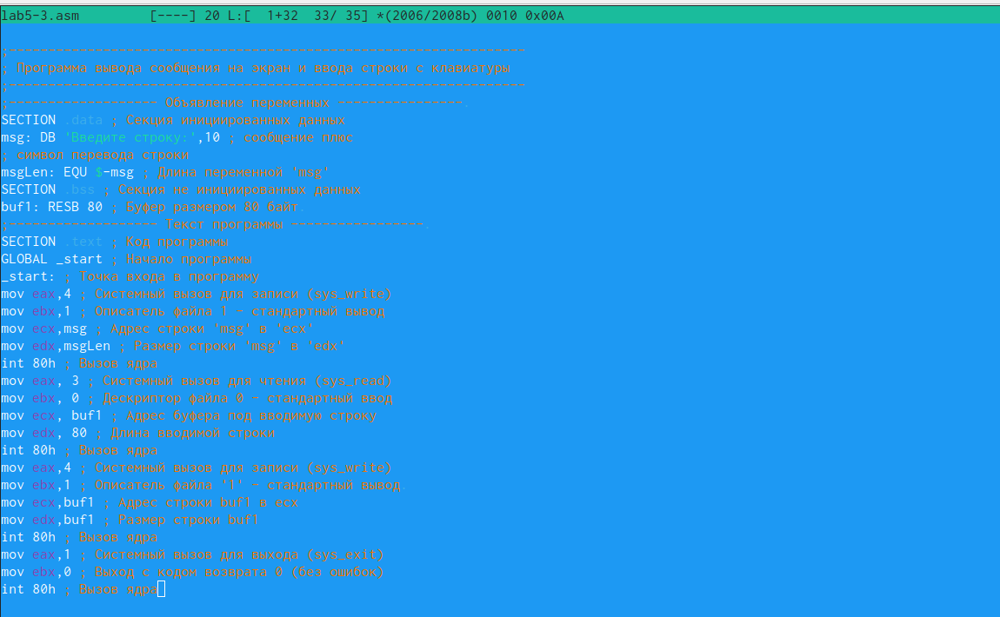 lab5-3.asm [----] 20 L:[ 1+32 33/ 35] *(2006/2008b) 0010 0x00A
;------------------------------------------------------------------
; Программа вывода сообщения на экран и ввода строки с клавиатуры
;------------------------------------------------------------------
;------------------- Объявление переменных ----------------.
SECTION .data ; Секция инициированных данных
msg: DB 'Введите строку:',10 ; сообщение плюс
; символ перевода строки
msgLen: EQU $-msg ; Длина переменной 'msg'
SECTION .bss ; Секция не инициированных данных
buf1: RESB 80 ; Буфер размером 80 байт.
;------------------- Текст программы -----------------.
SECTION .text ; Код программы
GLOBAL _start ; Начало программы
_start: ; Точка входа в программу
mov eax,4 ; Системный вызов для записи (sys_write)
mov ebx,1 ; Описатель файла 1 - стандартный вывод
mov ecx,msg ; Адрес строки 'msg' в 'ecx'
mov edx,msgLen ; Размер строки 'msg' в 'edx'
int 80h ; Вызов ядра
mov eax, 3 ; Системный вызов для чтения (sys_read)
mov ebx, 0 ; Дескриптор файла 0 - стандартный ввод
mov ecx, buf1 ; Адрес буфера под вводимую строку
mov edx, 80 ; Длина вводимой строки
int 80h ; Вызов ядра
mov eax,4 ; Системный вызов для записи (sys_write)
mov ebx,1 ; Описатель файла '1' - стандартный вывод.
mov ecx,buf1 ; Адрес строки buf1 в ecx
mov edx,buf1 ; Размер строки buf1
int 80h ; Вызов ядра
mov eax,1 ; Системный вызов для выхода (sys_exit)
mov ebx,0 ; Выход с кодом возврата 0 (без ошибок)
int 80h ; Вызов ядра